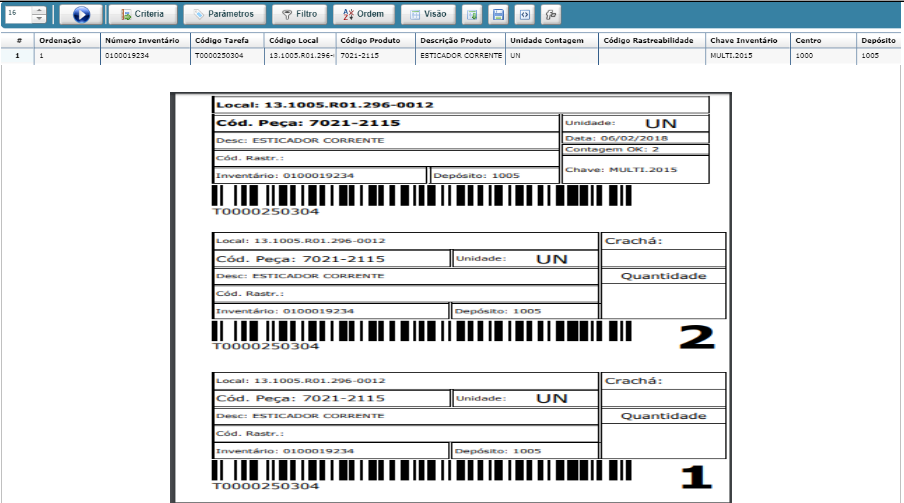 16 Criteria Parámetros Filtro Ordem Visão
# Ordenação Número Inventário Código Tarefa Código Local Código Produto Descrição Produto Unidade Contagem Código Rastreabilidade Chave Inventário Centro Depósito
1 1 0100019234 T0000250304 13.1005.R01.296- 7021-2115 ESTICADOR CORRENTE UN MULTI.2015 1000 1005
Local: 13.1005.R01.296-0012
Cód. Peça: 7021-2115 Unidade: UN
Desc: ESTICADOR CORRENTE Data: 06/02/2018
Cód. Rastr.: Contagem OK: 2
Inventário: 0100019234 Depósito: 1005 Chave: MULTI.2015
T0000250304
Local: 13.1005.R01.296-0012 Crachá:
Cód. Peça: 7021-2115 Unidade: UN
Desc: ESTICADOR CORRENTE Quantidade
Cód. Rastr.:
Inventário: 0100019234 Depósito: 1005
T0000250304 2
Local: 13.1005.R01.296-0012 Crachá:
Cód. Peça: 7021-2115 Unidade: UN
Desc: ESTICADOR CORRENTE Quantidade
Cód. Rastr.:
Inventário: 0100019234 Depósito: 1005
T0000250304 1